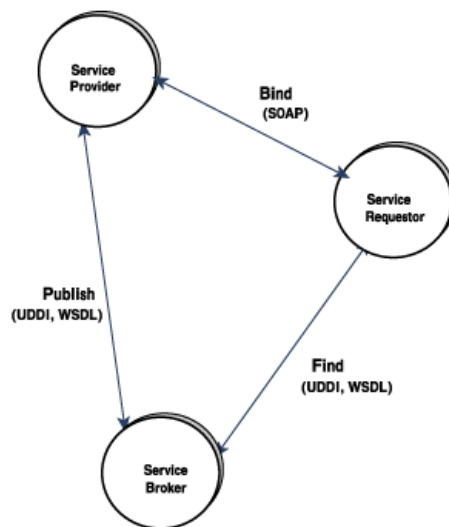 Service
Provider
Bind
(SOAP)
Service
Requestor
Publish
(UDDI, WSDL)
Find
(UDDI, WSDL)
Service
Broker